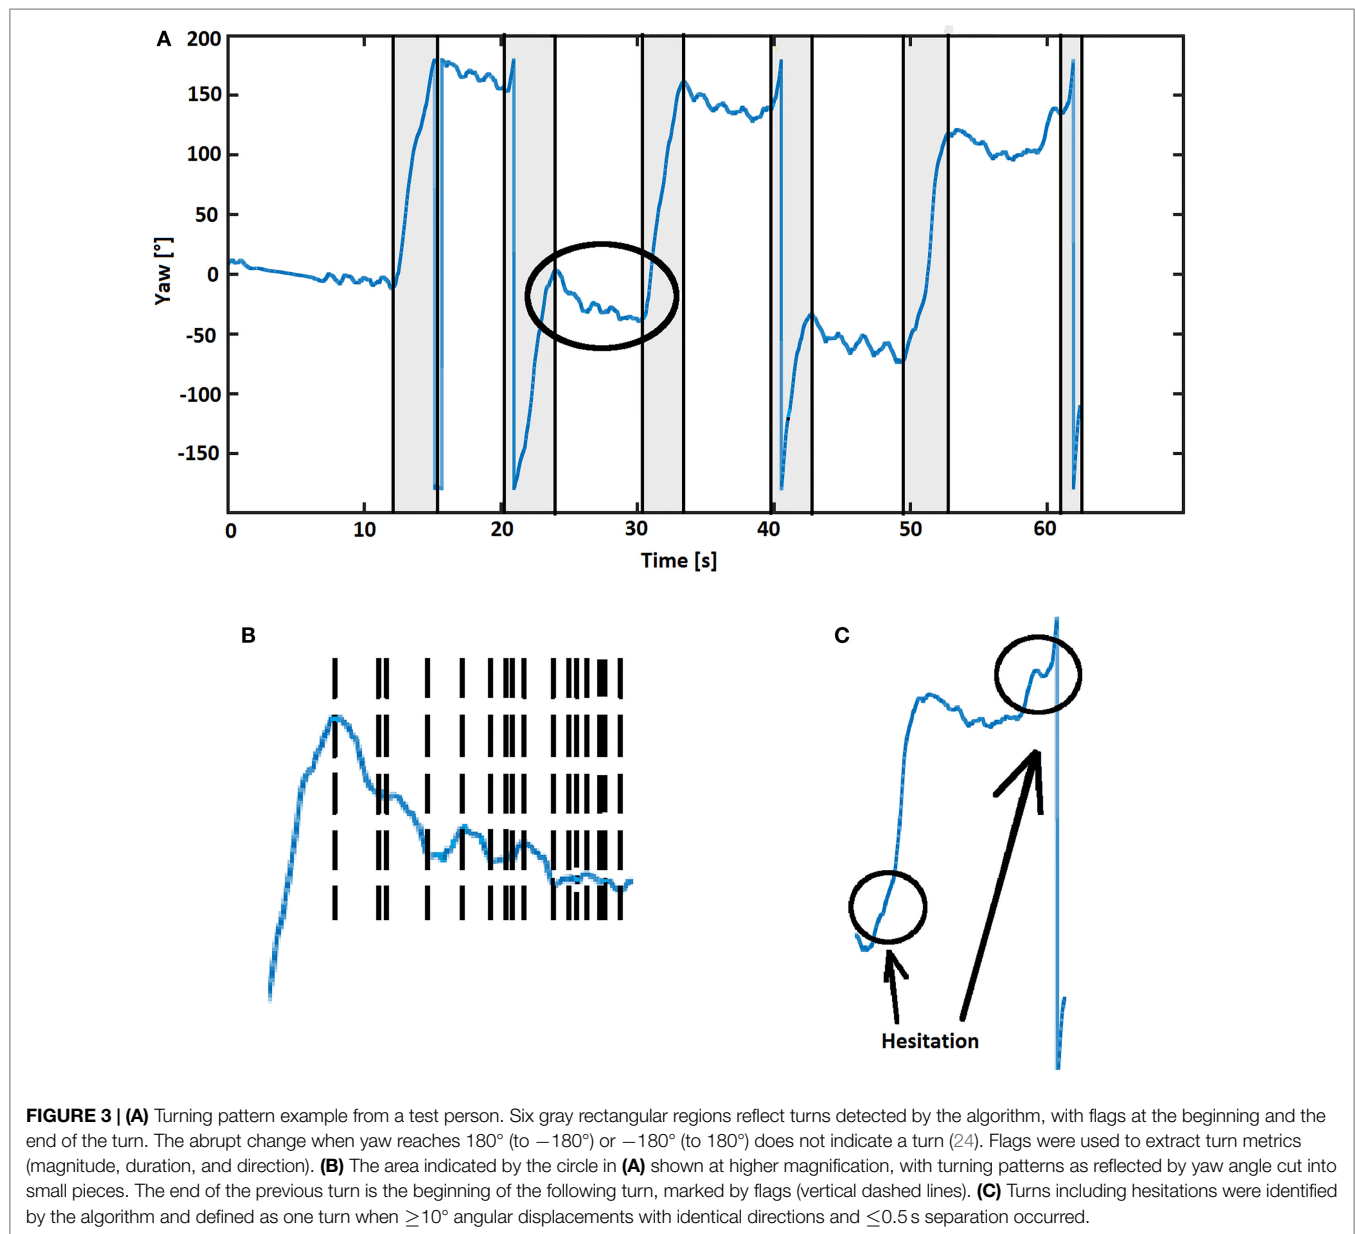 A
200
150
100
50
0
-50
-100
-150
Yaw [°]
0 10 20 30 40 50 60
Time [s]
B
C
Hesitation
FIGURE 3 | (A) Turning pattern example from a test person. Six gray rectangular regions reflect turns detected by the algorithm, with flags at the beginning and the
end of the turn. The abrupt change when yaw reaches 180° (to −180°) or −180° (to 180°) does not indicate a turn (24). Flags were used to extract turn metrics
(magnitude, duration, and direction). (B) The area indicated by the circle in (A) shown at higher magnification, with turning patterns as reflected by yaw angle cut into
small pieces. The end of the previous turn is the beginning of the following turn, marked by flags (vertical dashed lines). (C) Turns including hesitations were identified
by the algorithm and defined as one turn when ≥10° angular displacements with identical directions and ≤0.5 s separation occurred.